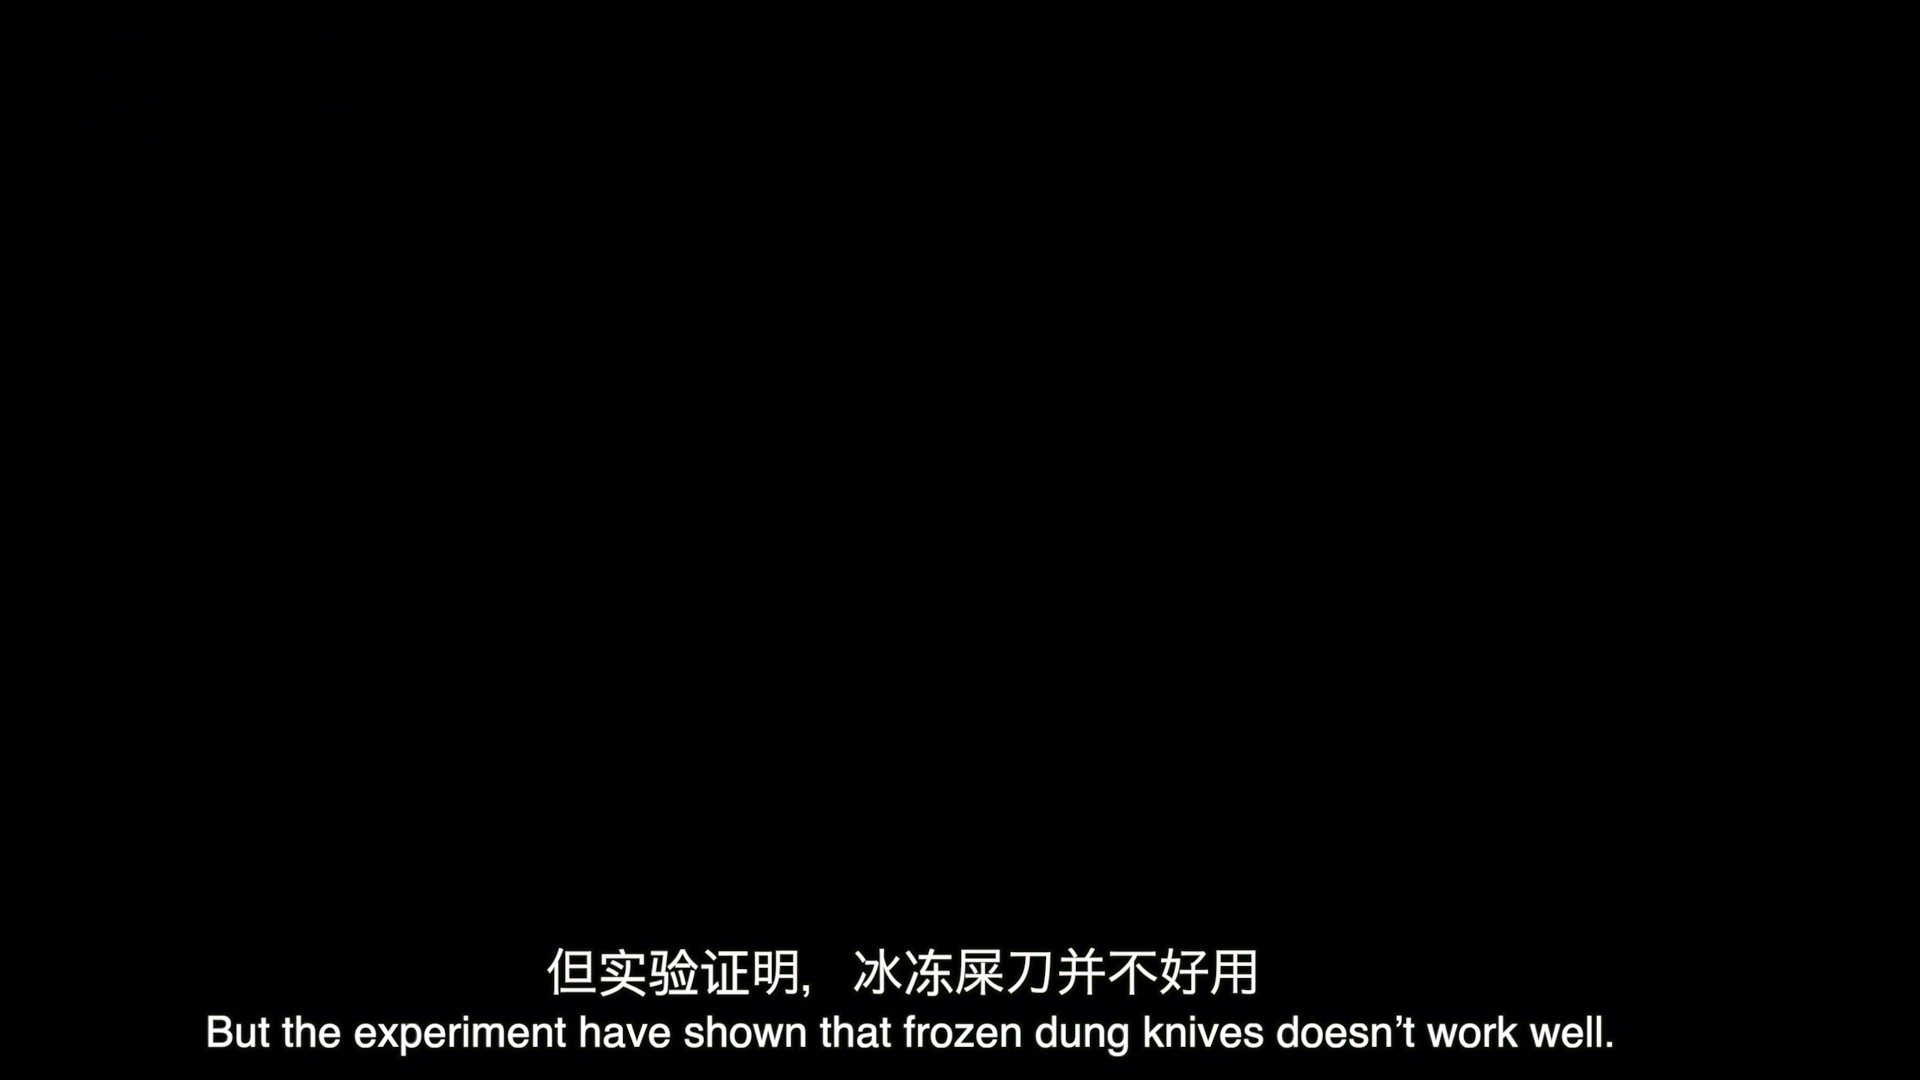 但实验证明, 冰冻屎刀并不好用
But the experiment have shown that frozen dung knives doesn’t work well.